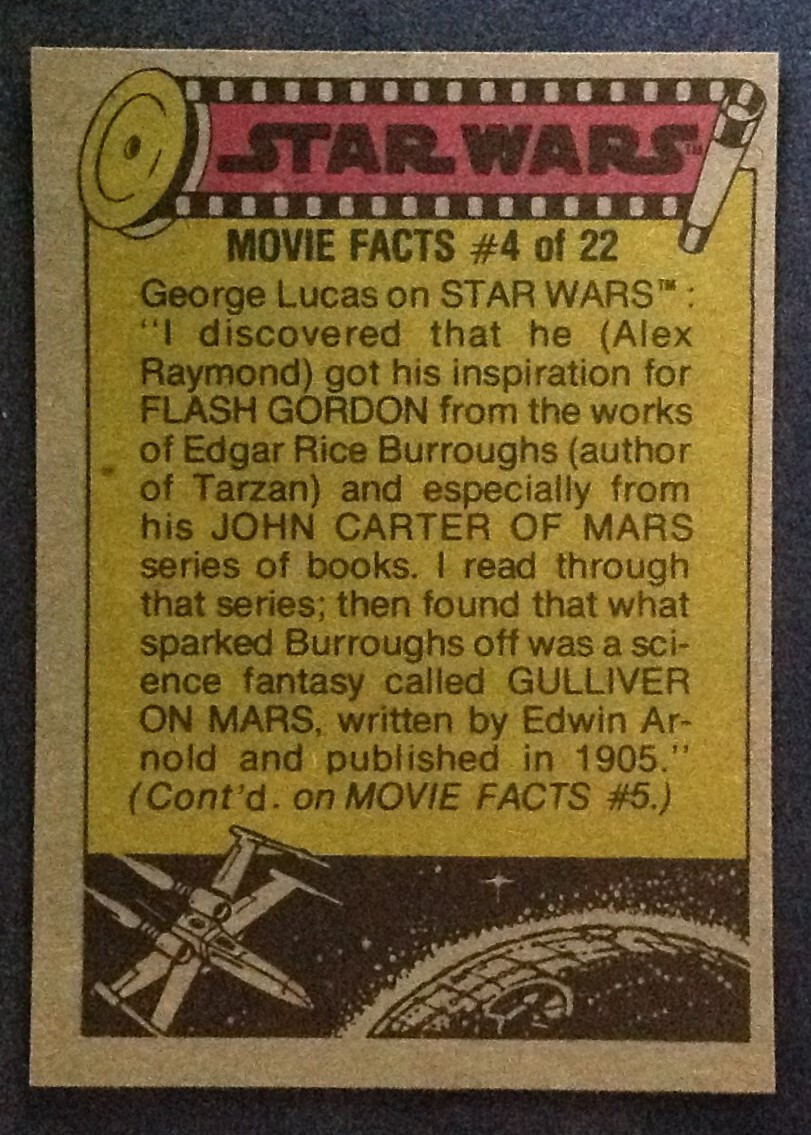 STAR WARS™
MOVIE FACTS #4 of 22
George Lucas on STAR WARS™ :
"I discovered that he (Alex
Raymond) got his inspiration for
FLASH GORDON from the works
of Edgar Rice Burroughs (author
of Tarzan) and especially from
his JOHN CARTER OF MARS
series of books. I read through
that series; then found that what
sparked Burroughs off was a sci-
ence fantasy called GULLIVER
ON MARS, written by Edwin Ar-
nold and published in 1905."
(Cont'd. on MOVIE FACTS #5.)